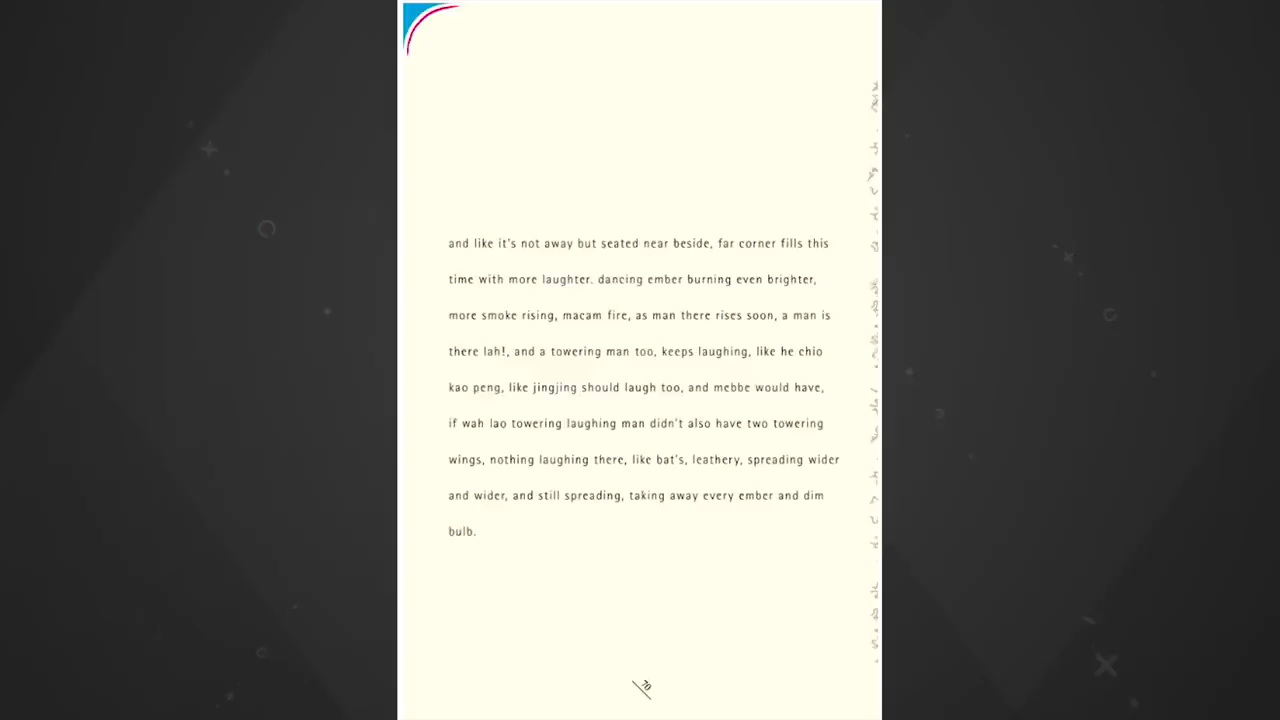 and like it's not away but seated near beside, far corner fills this
time with more laughter. dancing ember burning even brighter,
more smoke rising, macam fire, as man there rises soon, a man is
there lah!, and a towering man too, keeps laughing, like he chio
kao peng, like jingjing should laugh too, and mebbe would have,
if wah lao towering laughing man didn't also have two towering
wings, nothing laughing there, like bat's, leathery, spreading wider
and wider, and still spreading, taking away every ember and dim
bulb.
70